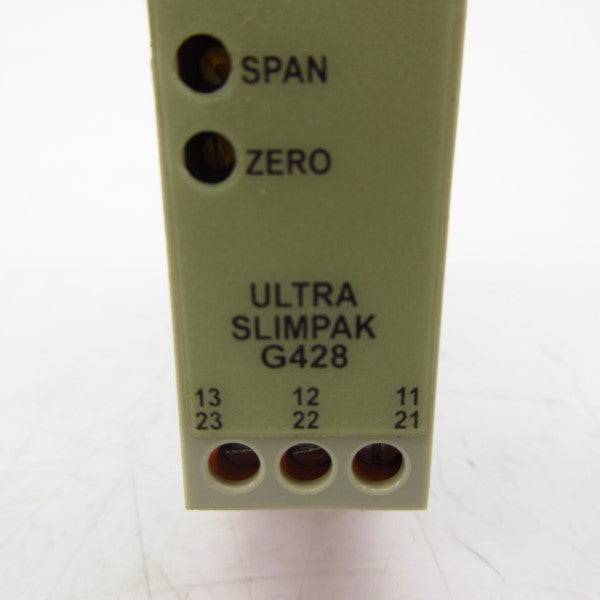 SPAN
ZERO
ULTRA
SLIMPAK
G428
13 12 11
23 22 21